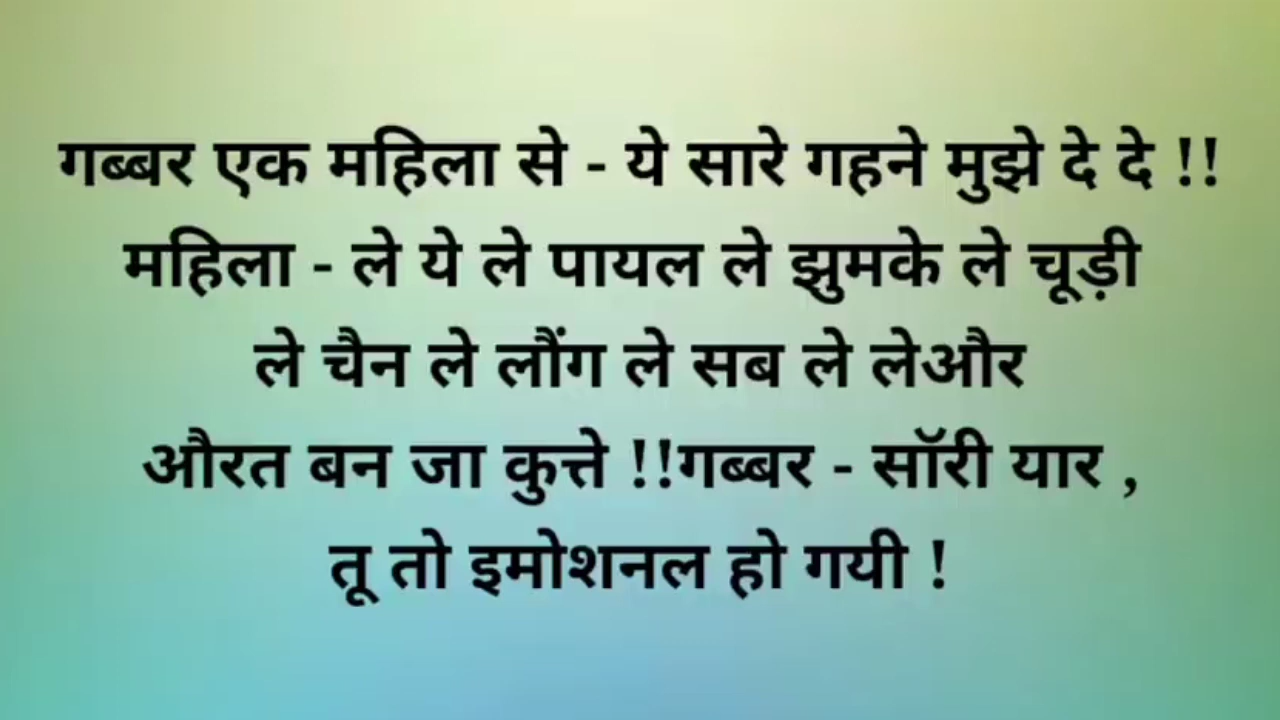 गब्बर एक महिला से - ये सारे गहने मुझे दे दे !!
महिला - ले ये ले पायल ले झुमके ले चूड़ी
ले चैन ले लौंग ले सब ले लेऔर
औरत बन जा कुत्ते !!गब्बर - सॉरी यार ,
तू तो इमोशनल हो गयी !